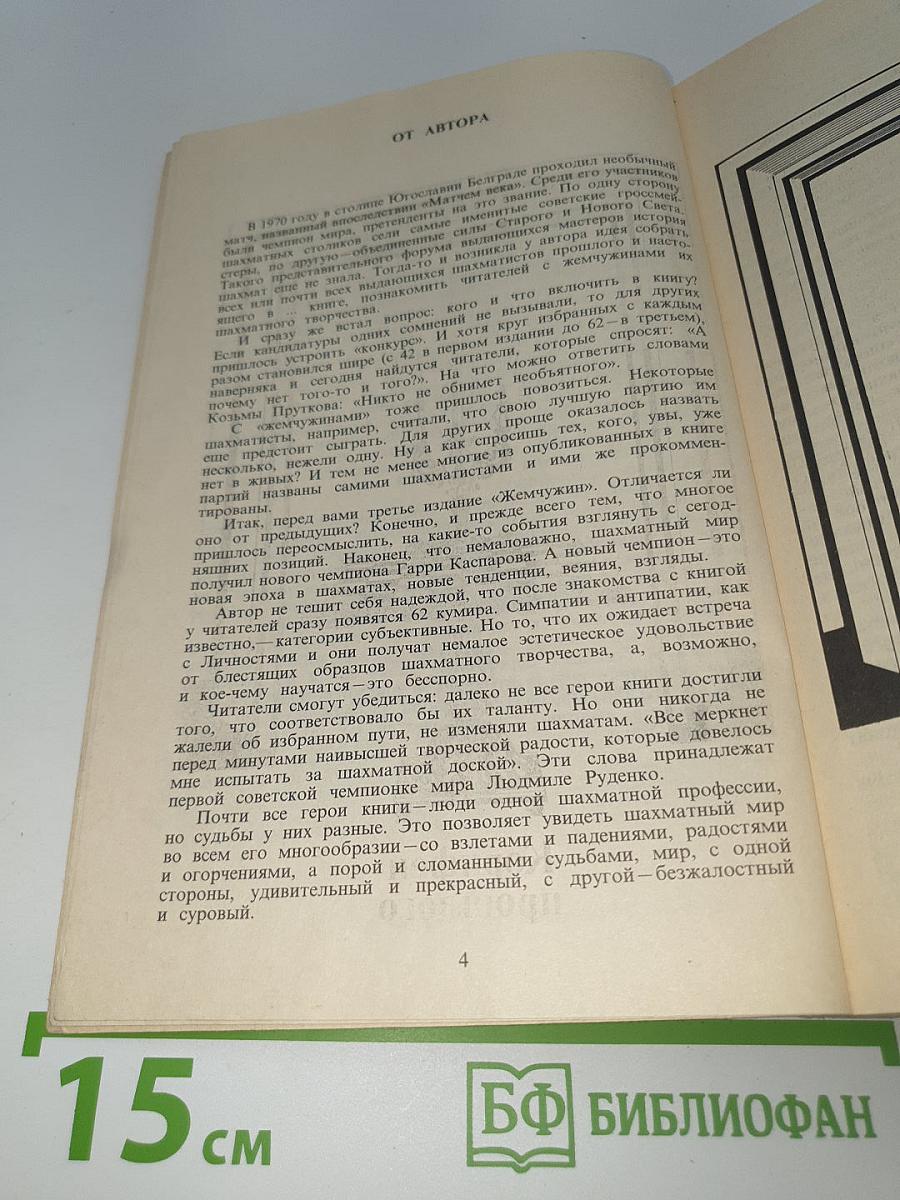 ОТ АВТОРА
В 1970 году в столице Югославии Белграде проходил необычный
матч, названный впоследствии «Матчем века». Среди его участников
были чемпион мира, претенденты на это звание. По одну сторону
шахматных столиков сели самые именитые советские гроссмей-
стеры, по другую—объединенные силы Старого и Нового Света.
Такого представительного форума выдающихся мастеров история
шахмат еще не знала. Тогда-то и возникла у автора идея собрать
всех или почти всех выдающихся шахматистов прошлого и насто-
ящего в ... книге, познакомить читателей с жемчужинами их
шахматного творчества.
И сразу же встал вопрос: кого и что включить в книгу?
Если кандидатуры одних сомнений не вызывали, то для других
пришлось устроить «конкурс». И хотя круг избранных с каждым
разом становился шире (с 42 в первом издании до 62—в третьем),
наверняка и сегодня найдутся читатели, которые спросят: «А
почему нет того-то и того?». На что можно ответить словами
Козьмы Пруткова: «Никто не обнимет необъятного».
С «жемчужинами» тоже пришлось повозиться. Некоторые
шахматисты, например, считали, что свою лучшую партию им
еще предстоит сыграть. Для других проще оказалось назвать
несколько, нежели одну. Ну а как спросишь тех, кого, увы, уже
нет в живых? И тем не менее многие из опубликованных в книге
партий названы самими шахматистами и ими же прокоммен-
тированы.
Итак, перед вами третье издание «Жемчужин». Отличается ли
оно от предыдущих? Конечно, и прежде всего тем, что многое
пришлось переосмыслить, на какие-то события взглянуть с сегод-
няшних позиций. Наконец, что немаловажно, шахматный мир
получил нового чемпиона Гарри Каспарова. А новый чемпион—это
новая эпоха в шахматах, новые тенденции, веяния, взгляды.
Автор не тешит себя надеждой, что после знакомства с книгой
у читателей сразу появятся 62 кумира. Симпатии и антипатии, как
известно,—категории субъективные. Но то, что их ожидает встреча
с Личностями и они получат немалое эстетическое удовольствие
от блестящих образцов шахматного творчества, а, возможно,
и кое-чему научатся—это бесспорно.
Читатели смогут убедиться: далеко не все герои книги достигли
того, что соответствовало бы их таланту. Но они никогда не
жалели об избранном пути, не изменяли шахматам. «Все меркнет
перед минутами наивысшей творческой радости, которые довелось
мне испытать за шахматной доской». Эти слова принадлежат
первой советской чемпионке мира Людмиле Руденко.
Почти все герои книги—люди одной шахматной профессии,
но судьбы у них разные. Это позволяет увидеть шахматный мир
во всем его многообразии—со взлетами и падениями, радостями
и огорчениями, а порой и сломанными судьбами, мир, с одной
стороны, удивительный и прекрасный, с другой—безжалостный
и суровый.
4
15 см
БФ БИБЛИОФАН